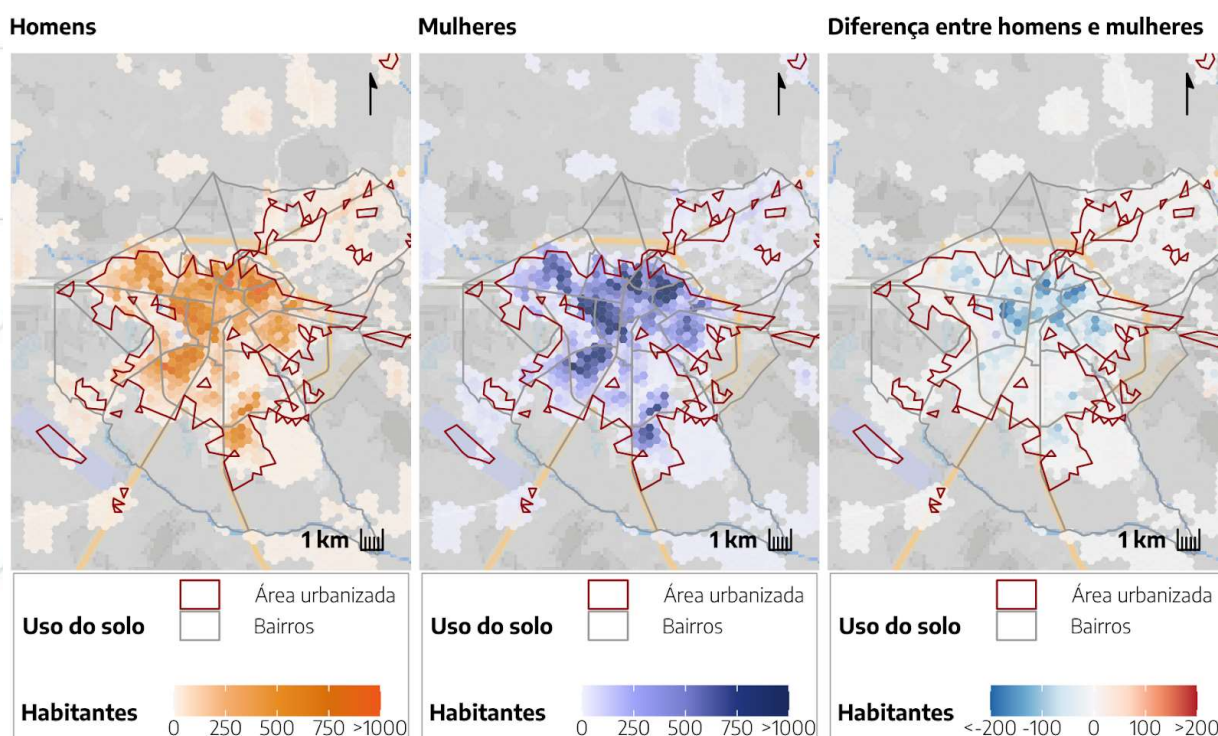 Homens
1 km
Uso do solo
Área urbanizada
Bairros
Habitantes
0 250 500 750 >1000
Mulheres
1 km
Uso do solo
Área urbanizada
Bairros
Habitantes
0 250 500 750 >1000
Diferença entre homens e mulheres
1 km
Uso do solo
Área urbanizada
Bairros
Habitantes
<-200 -100 0 100 >200